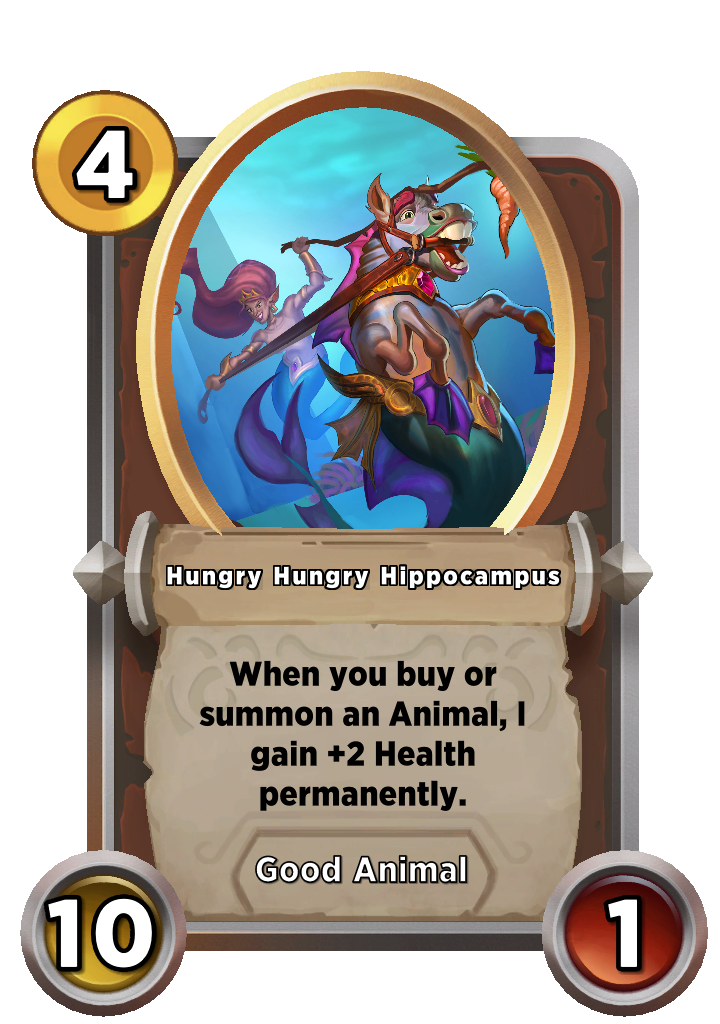 4
Hungry Hungry Hippocampus
When you buy or
summon an Animal, I
gain +2 Health
permanently.
Good Animal
10
1